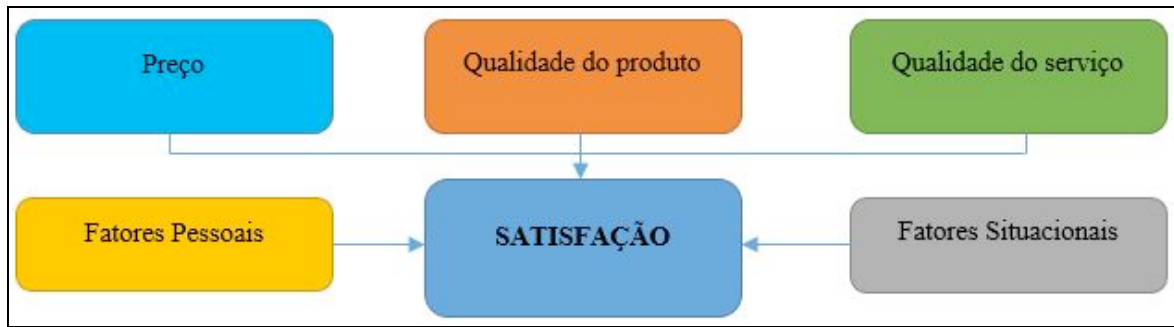 Preço
Qualidade do produto
Qualidade do serviço
Fatores Pessoais
SATISFAÇÃO
Fatores Situacionais